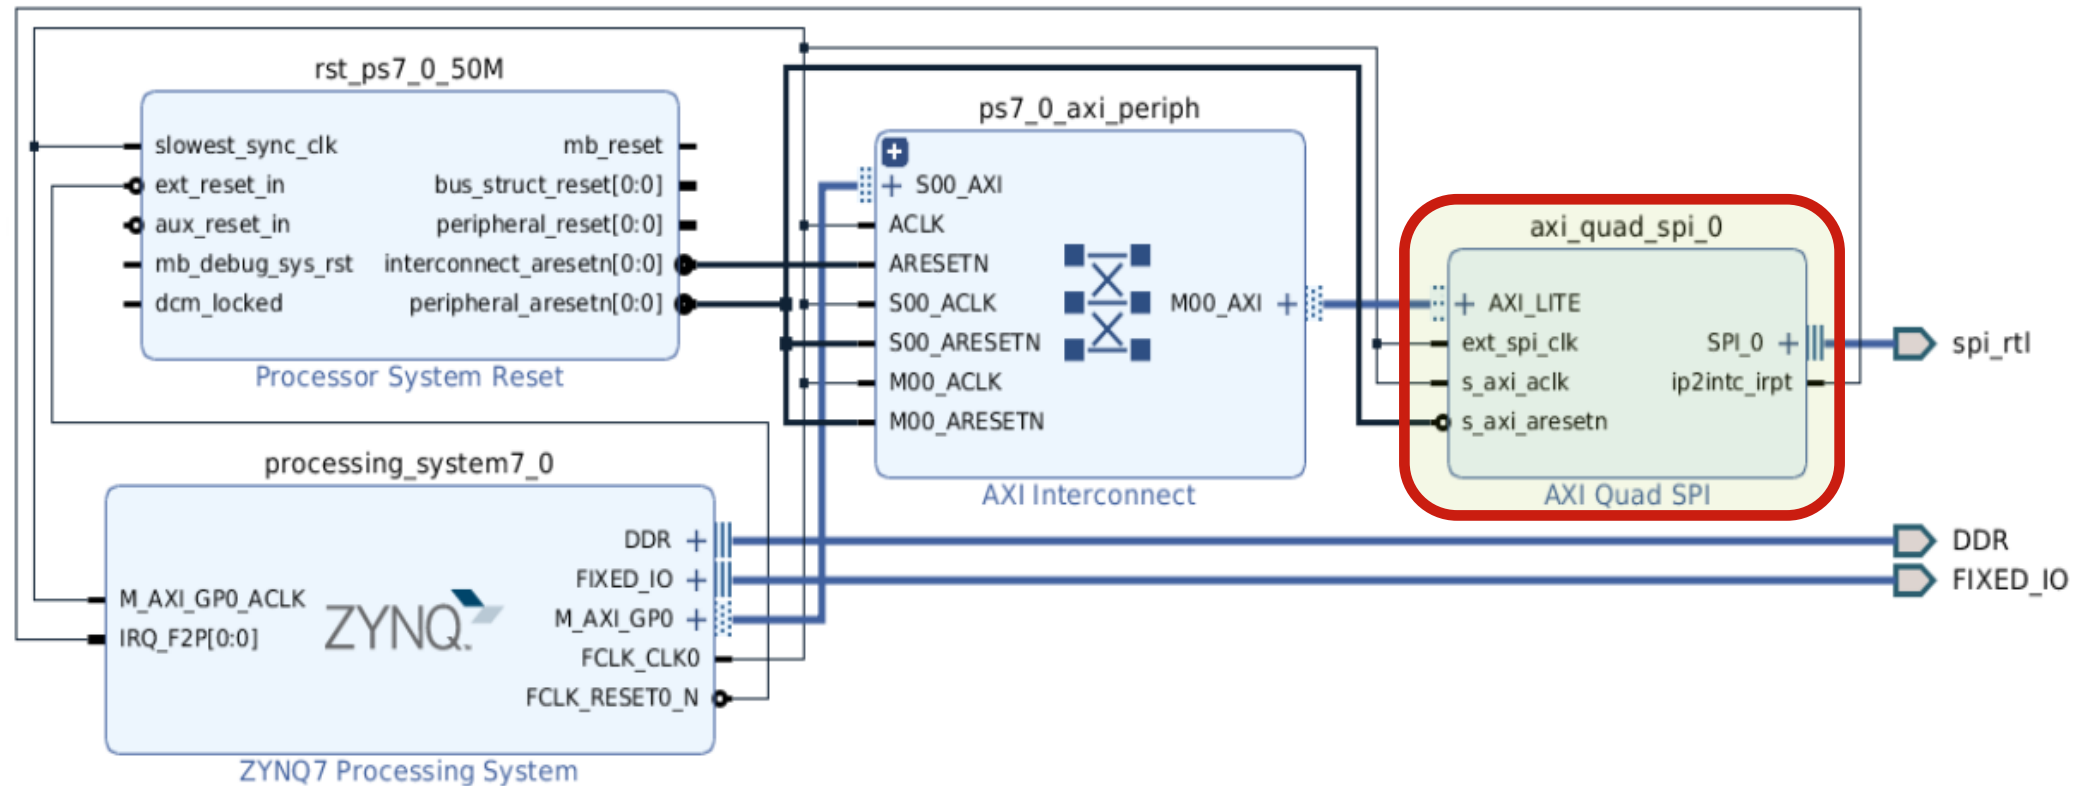 rst_ps7_0_50M
slowest_sync_clk
ext_reset_in
aux_reset_in
mb_debug_sys_rst
dcm_locked
mb_reset
bus_struct_reset[0:0]
peripheral_reset[0:0]
interconnect_aresetn[0:0]
peripheral_aresetn[0:0]
Processor System Reset
processing_system7_0
M_AXI_GP0_ACLK
IRQ_F2P[0:0]
ZYNQ
DDR
FIXED_IO
M_AXI_GP0
FCLK_CLK0
FCLK_RESET0_N
ZYNQ7 Processing System
ps7_0_axi_periph
S00_AXI
ACLK
ARESETN
S00_ACLK
S00_ARESETN
M00_ACLK
M00_ARESETN
M00_AXI
AXI Interconnect
axi_quad_spi_0
AXI_LITE
ext_spi_clk
s_axi_aclk
s_axi_aresetn
SPI_0
ip2intc_irpt
AXI Quad SPI
spi_rtl
DDR
FIXED_IO